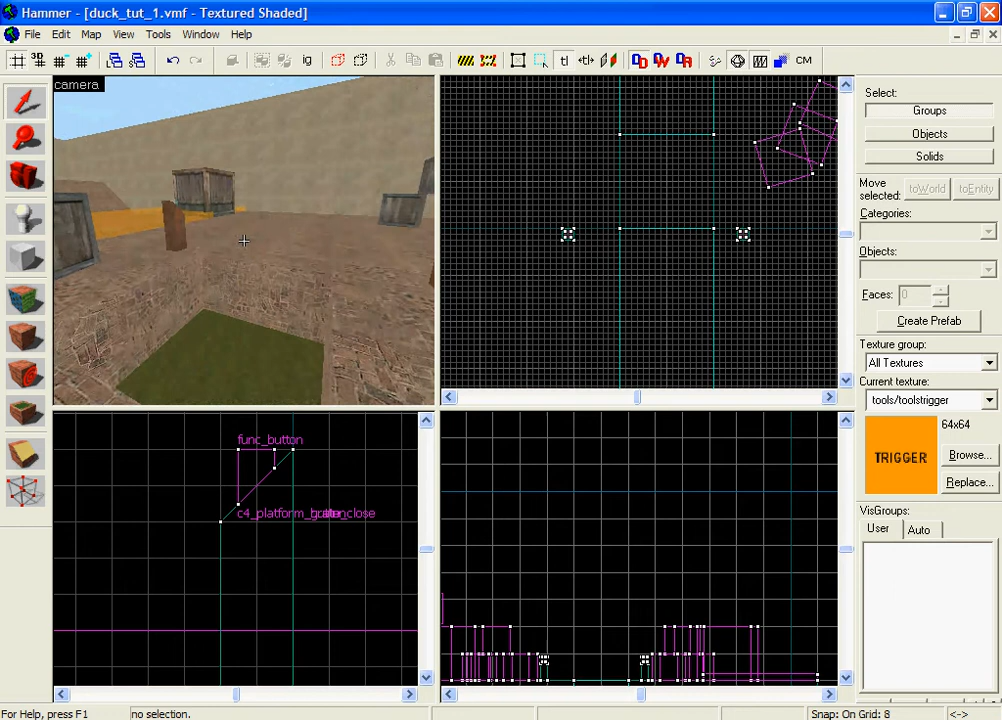 Hammer - [duck_tut_1.vmf - Textured Shaded]
File Edit Map View Tools Window Help
ig
tl
CM
camera
Select:
Groups
Objects
Solids
Move
selected:
toWorld
toEntity
Categories:
Objects:
Faces: 0
Create Prefab
Texture group:
All Textures
Current texture:
tools/toolstrigger
64x64
TRIGGER
Browse...
Replace...
VisGroups:
User Auto
func_button
For Help, press F1
no selection.
Snap: On Grid: 8
<->